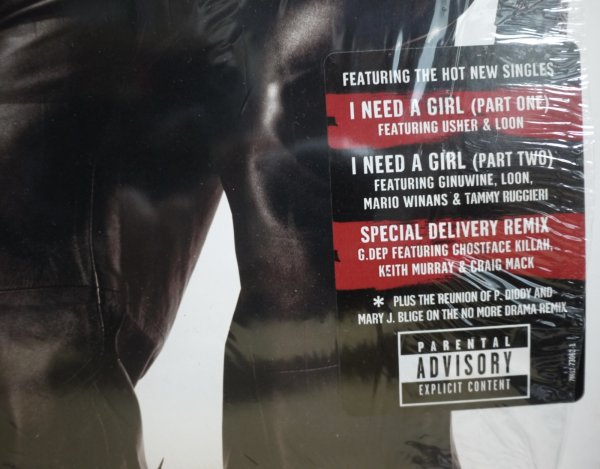 FEATURING THE HOT NEW SINGLES
I NEED A GIRL (PART ONE)
FEATURING USHER & LOON
I NEED A GIRL (PART TWO)
FEATURING GINUWINE, LOON,
MARIO WINANS & TAMMY RUGGIERI
SPECIAL DELIVERY REMIX
G.DEP FEATURING GHOSTFACE KILLAH,
KEITH MURRAY & CRAIG MACK
* PLUS THE REUNION OF P. DIDDY AND
MARY J. BLIGE ON THE NO MORE DRAMA REMIX
PARENTAL
ADVISORY
EXPLICIT CONTENT